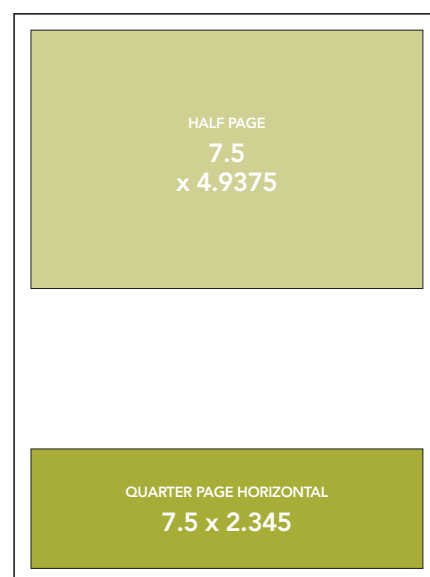 HALF PAGE
7.5
x 4.9375
QUARTER PAGE HORIZONTAL
7.5 x 2.345